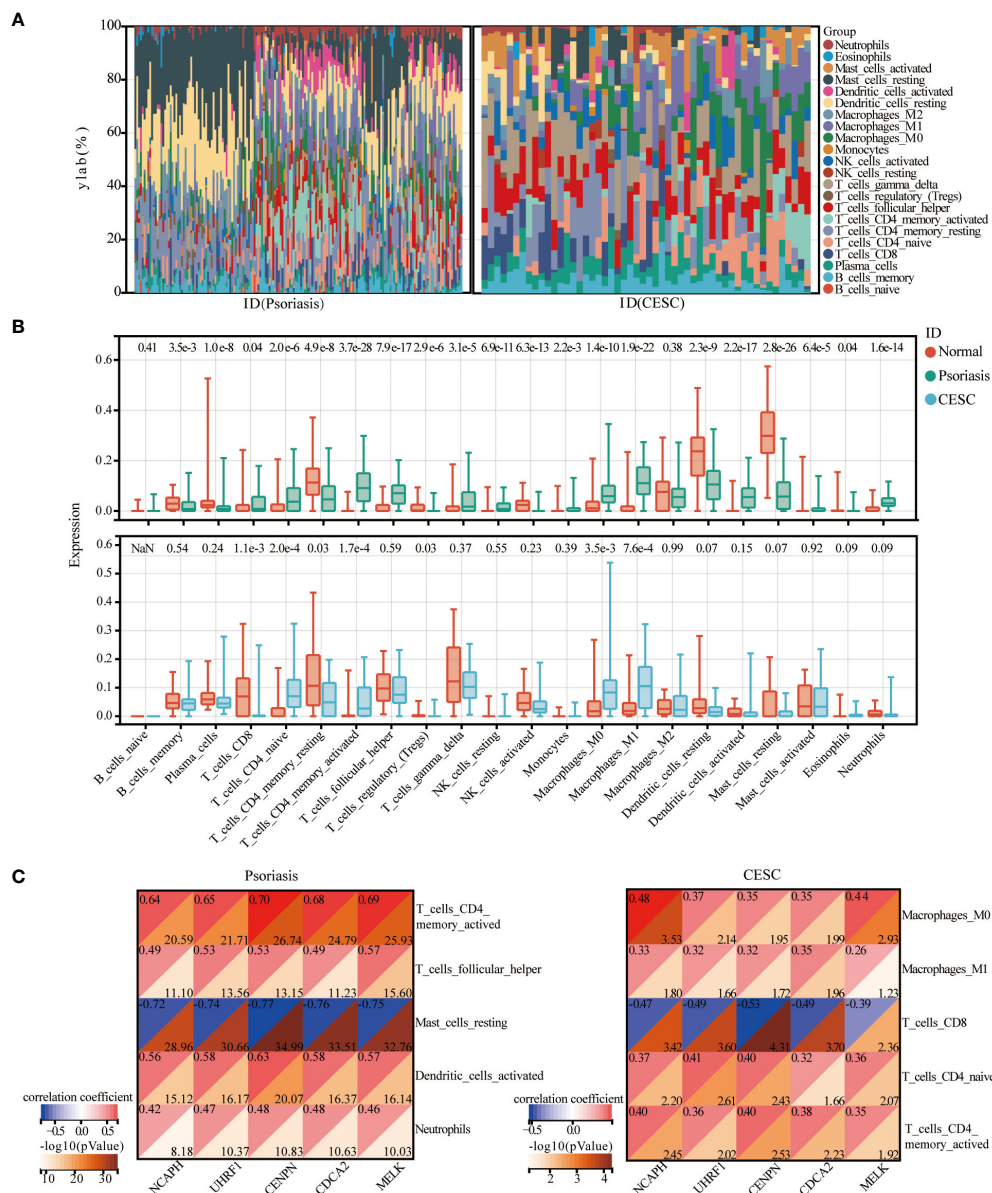 A
100
80
60
40
20
0
ylab(%)
ID(Psoriasis)
ID(CESC)
Group
Neutrophils
Eosinophils
Mast_cells_activated
Mast_cells_resting
Dendritic_cells_activated
Dendritic_cells_resting
Macrophages_M2
Macrophages_M1
Macrophages_M0
Monocytes
NK_cells_activated
NK_cells_resting
T_cells_gamma_delta
T_cells_regulatory_(Tregs)
T_cells_follicular_helper
T_cells_CD4_memory_activated
T_cells_CD4_memory_resting
T_cells_CD4_naive
T_cells_CD8
Plasma_cells
B_cells_memory
B_cells_naive
B
0.41 3.5e-3 1.0e-8 0.04 2.0e-6 4.9e-8 3.7e-28 7.9e-17 2.9e-6 3.1e-5 6.9e-11 6.3e-13 2.2e-3 1.4e-10 1.9e-22 0.38 2.3e-9 2.2e-17 2.8e-26 6.4e-5 0.04 1.6e-14
0.6
0.4
0.2
0.0
ID
Normal
Psoriasis
CESC
Expression
NaN 0.54 0.24 1.1e-3 2.0e-4 0.03 1.7e-4 0.59 0.03 0.37 0.55 0.23 0.39 3.5e-3 7.6e-4 0.99 0.07 0.15 0.07 0.92 0.09 0.09
0.6
0.5
0.4
0.3
0.2
0.1
0.0
B_cells_naive
B_cells_memory
Plasma_cells
T_cells_CD8
T_cells_CD4_naive
T_cells_CD4_memory_resting
T_cells_CD4_memory_activated
T_cells_follicular_helper
T_cells_regulatory_(Tregs)
T_cells_gamma_delta
NK_cells_resting
NK_cells_activated
Monocytes
Macrophages_M0
Macrophages_M1
Macrophages_M2
Dendritic_cells_resting
Dendritic_cells_activated
Mast_cells_resting
Mast_cells_activated
Eosinophils
Neutrophils
C
Psoriasis
0.64 0.65 0.70 0.68 0.69
20.59 21.71 26.74 24.79 25.93
T_cells_CD4_
memory_actived
0.49 0.53 0.53 0.49 0.57
11.10 13.56 13.15 11.23 15.60
T_cells_follicular_helper
-0.72 -0.74 -0.77 -0.76 -0.75
28.96 30.66 34.99 33.51 32.76
Mast_cells_resting
0.56 0.58 0.63 0.58 0.57
15.12 16.17 20.07 16.37 16.14
Dendritic_cells_activated
0.42 0.47 0.48 0.48 0.46
8.18 10.37 10.83 10.63 10.03
Neutrophils
NCAPH UHRF1 CENPN CDCA2 MELK
correlation coefficient
-0.5 0.0 0.5
-log10(pValue)
10 20 30
CESC
0.48 0.37 0.35 0.35 0.44
3.53 2.14 1.95 1.99 2.93
Macrophages_M0
0.33 0.32 0.32 0.35 0.26
1.80 1.66 1.72 1.96 1.23
Macrophages_M1
-0.47 -0.49 -0.53 -0.49 -0.39
3.42 3.60 4.31 3.70 2.36
T_cells_CD8
0.37 0.41 0.40 0.32 0.36
2.20 2.61 2.43 1.66 2.07
T_cells_CD4_naive
0.40 0.36 0.40 0.38 0.35
2.45 2.02 2.53 2.23 1.92
T_cells_CD4_
memory_actived
NCAPH UHRF1 CENPN CDCA2 MELK
correlation coefficient
-0.5 0.0
-log10(pValue)
1 2 3 4